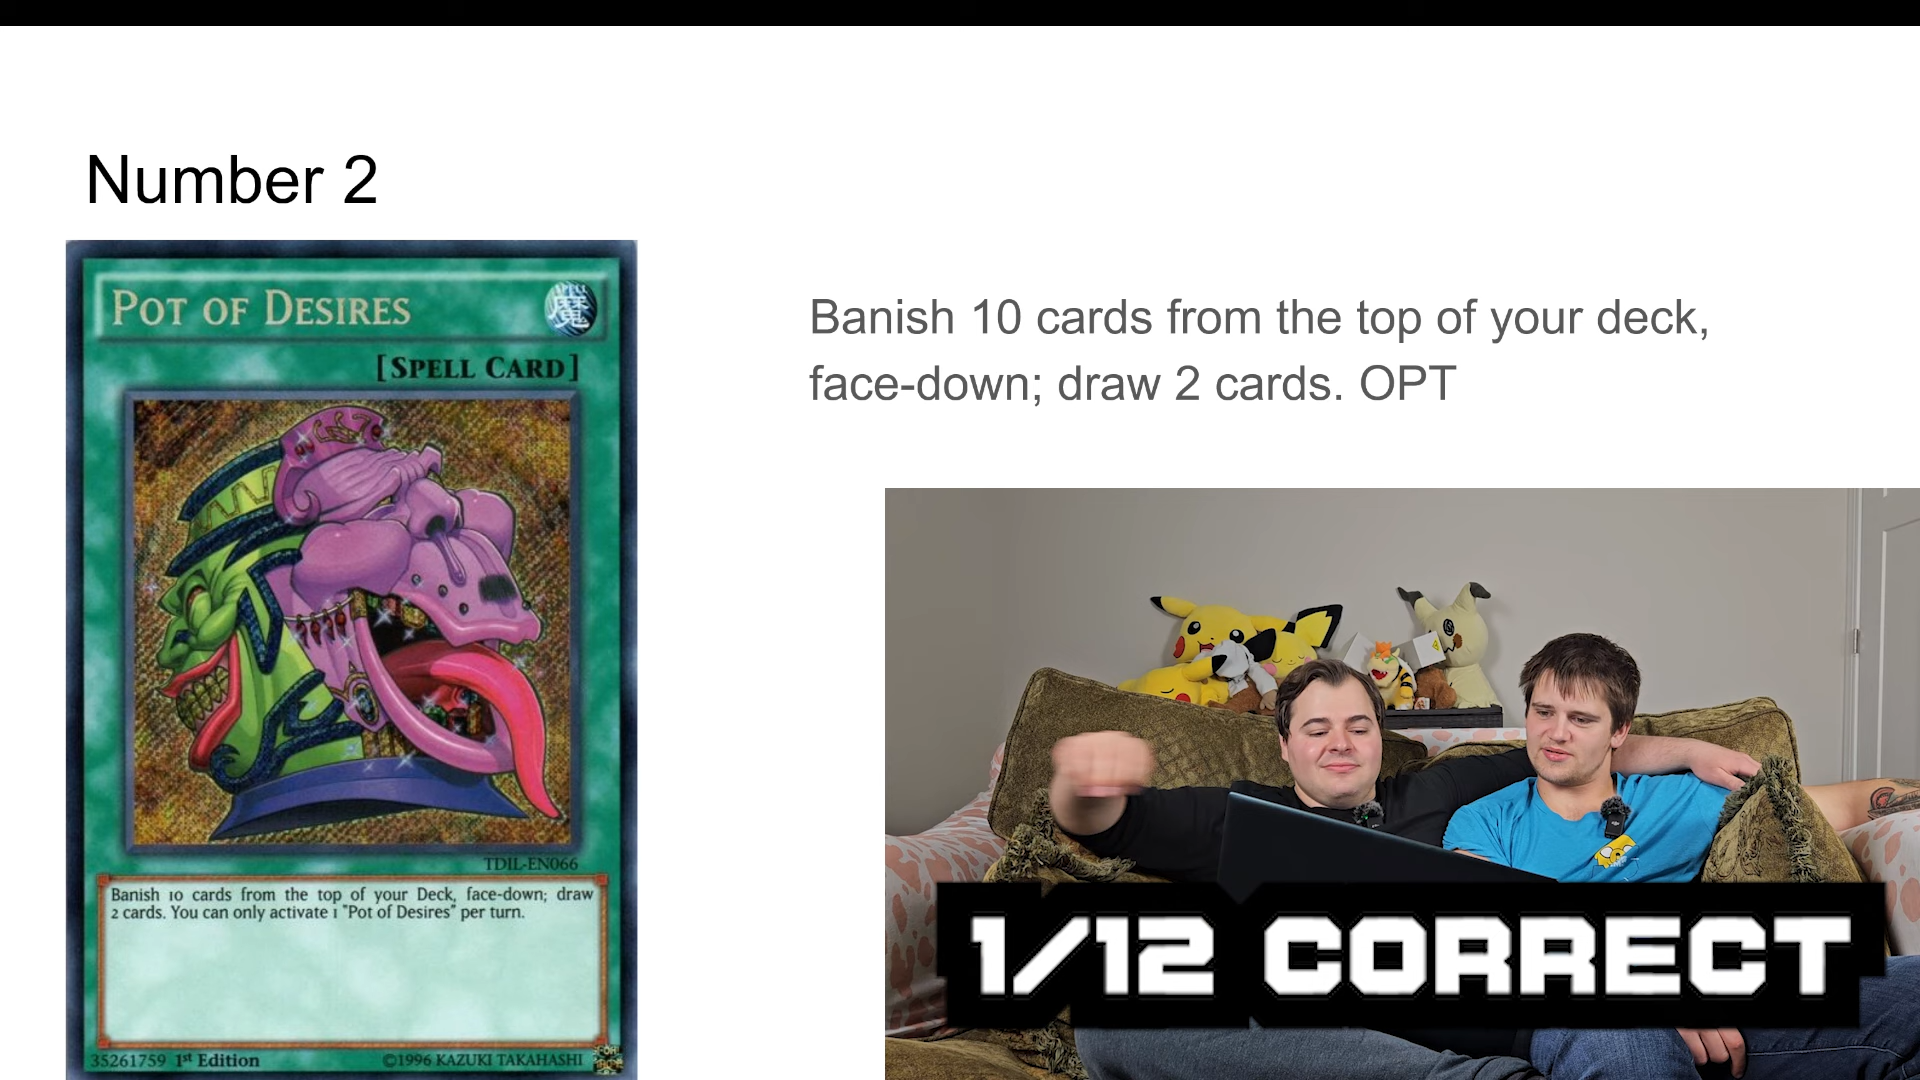 Number 2
POT OF DESIRES
SPELL
魔
[SPELL CARD]
TDIL-EN066
Banish 10 cards from the top of your Deck, face-down; draw
2 cards. You can only activate 1 "Pot of Desires" per turn.
35261759 1st Edition
©1996 KAZUKI TAKAHASHI
Banish 10 cards from the top of your deck,
face-down; draw 2 cards. OPT
1/12 CORRECT